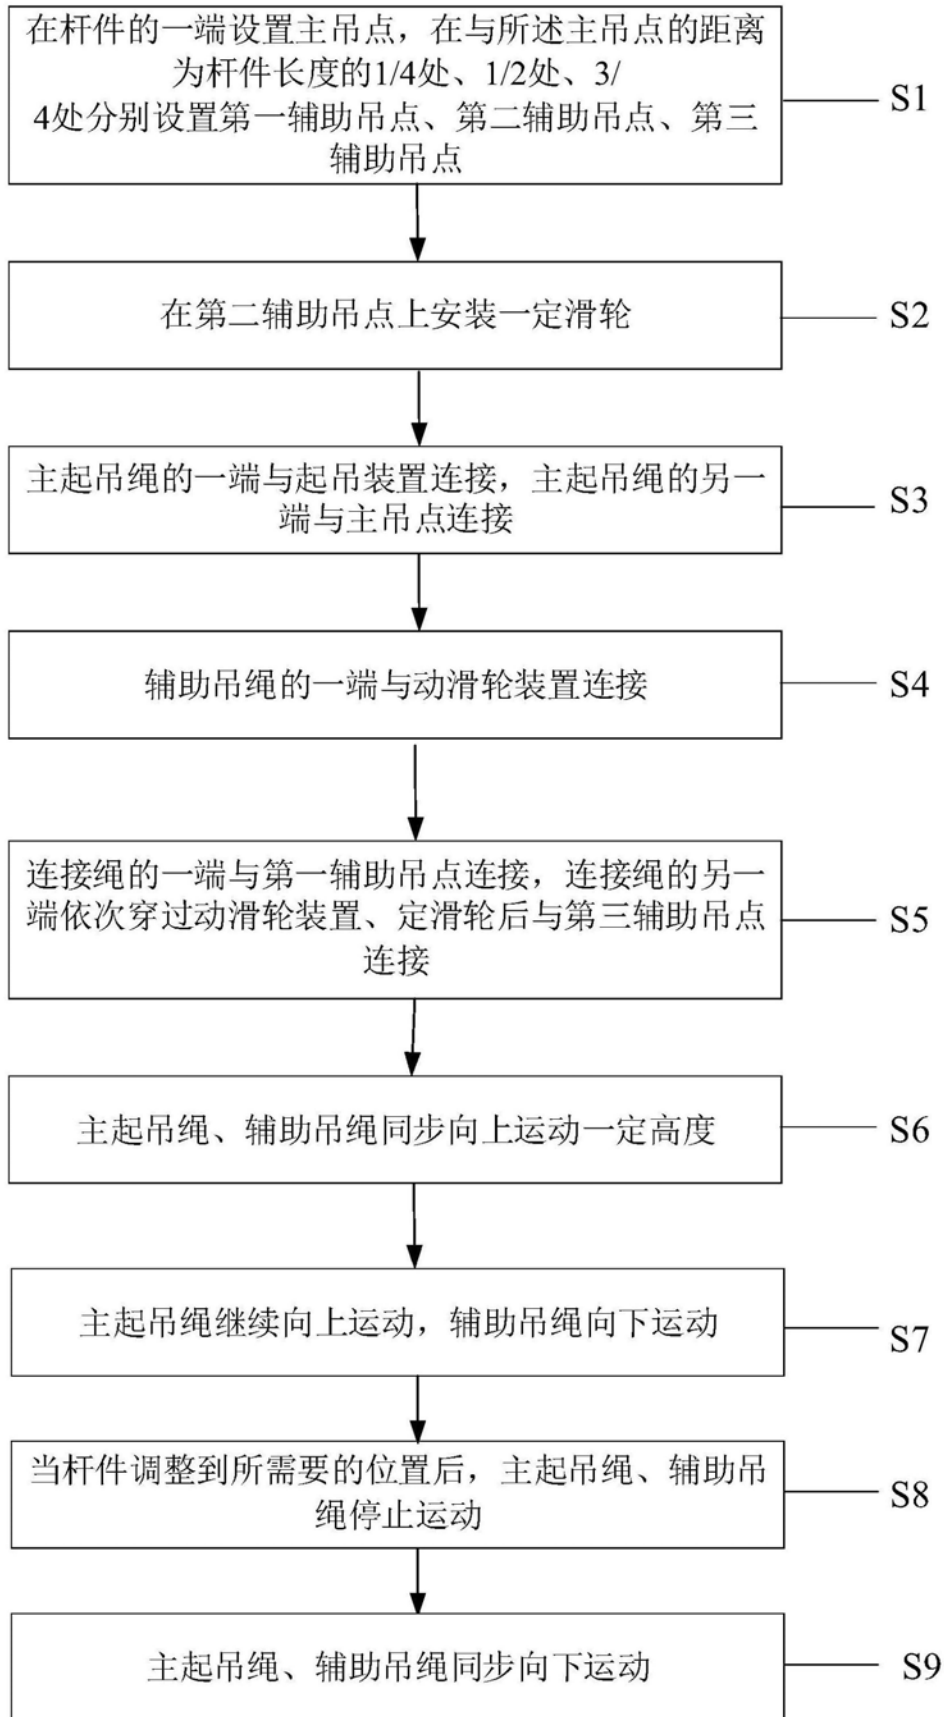 在杆件的一端设置主吊点，在与所述主吊点的距离
为杆件长度的1/4处、1/2处、3/
4处分别设置第一辅助吊点、第二辅助吊点、第三
辅助吊点
S1
在第二辅助吊点上安装一定滑轮
S2
主起吊绳的一端与起吊装置连接，主起吊绳的另一
端与主吊点连接
S3
辅助吊绳的一端与动滑轮装置连接
S4
连接绳的一端与第一辅助吊点连接，连接绳的另一
端依次穿过动滑轮装置、定滑轮后与第三辅助吊点
连接
S5
主起吊绳、辅助吊绳同步向上运动一定高度
S6
主起吊绳继续向上运动，辅助吊绳向下运动
S7
当杆件调整到所需要的位置后，主起吊绳、辅助吊
绳停止运动
S8
主起吊绳、辅助吊绳同步向下运动
S9